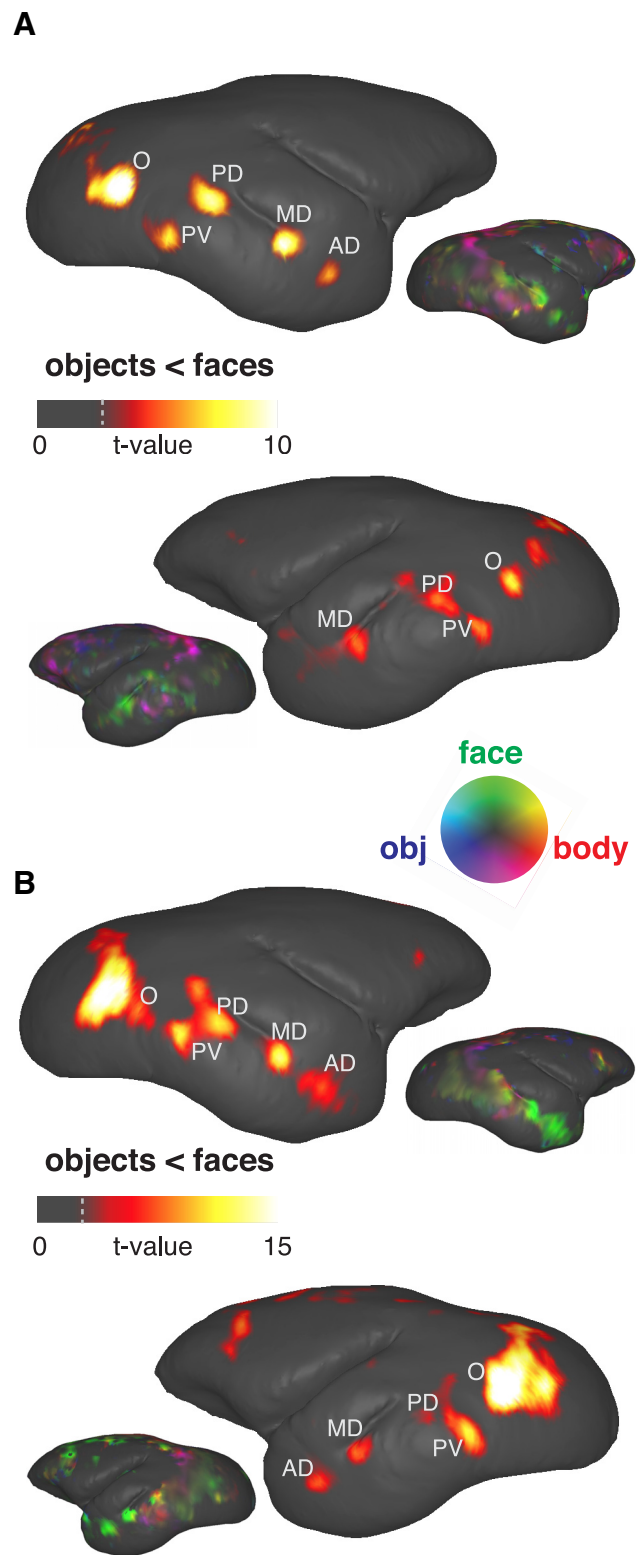 A
O
PD
PV
MD
AD
objects < faces
0 t-value 10
O
PD
MD
PV
face
obj
body
B
O
PD
PV
MD
AD
objects < faces
0 t-value 15
O
PD
MD
PV
AD